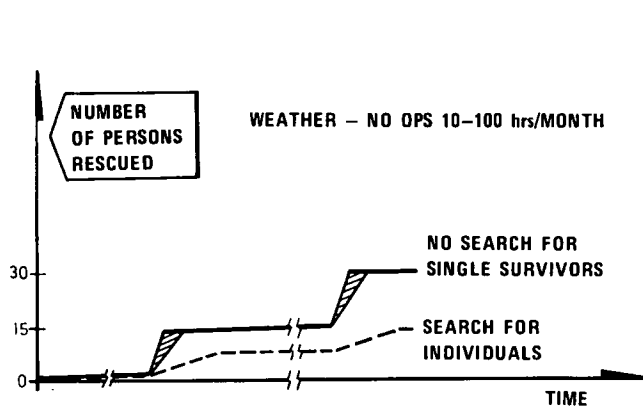 NUMBER
OF PERSONS
RESCUED
WEATHER – NO OPS 10–100 hrs/MONTH
NO SEARCH FOR
SINGLE SURVIVORS
30
15
SEARCH FOR
INDIVIDUALS
0
TIME